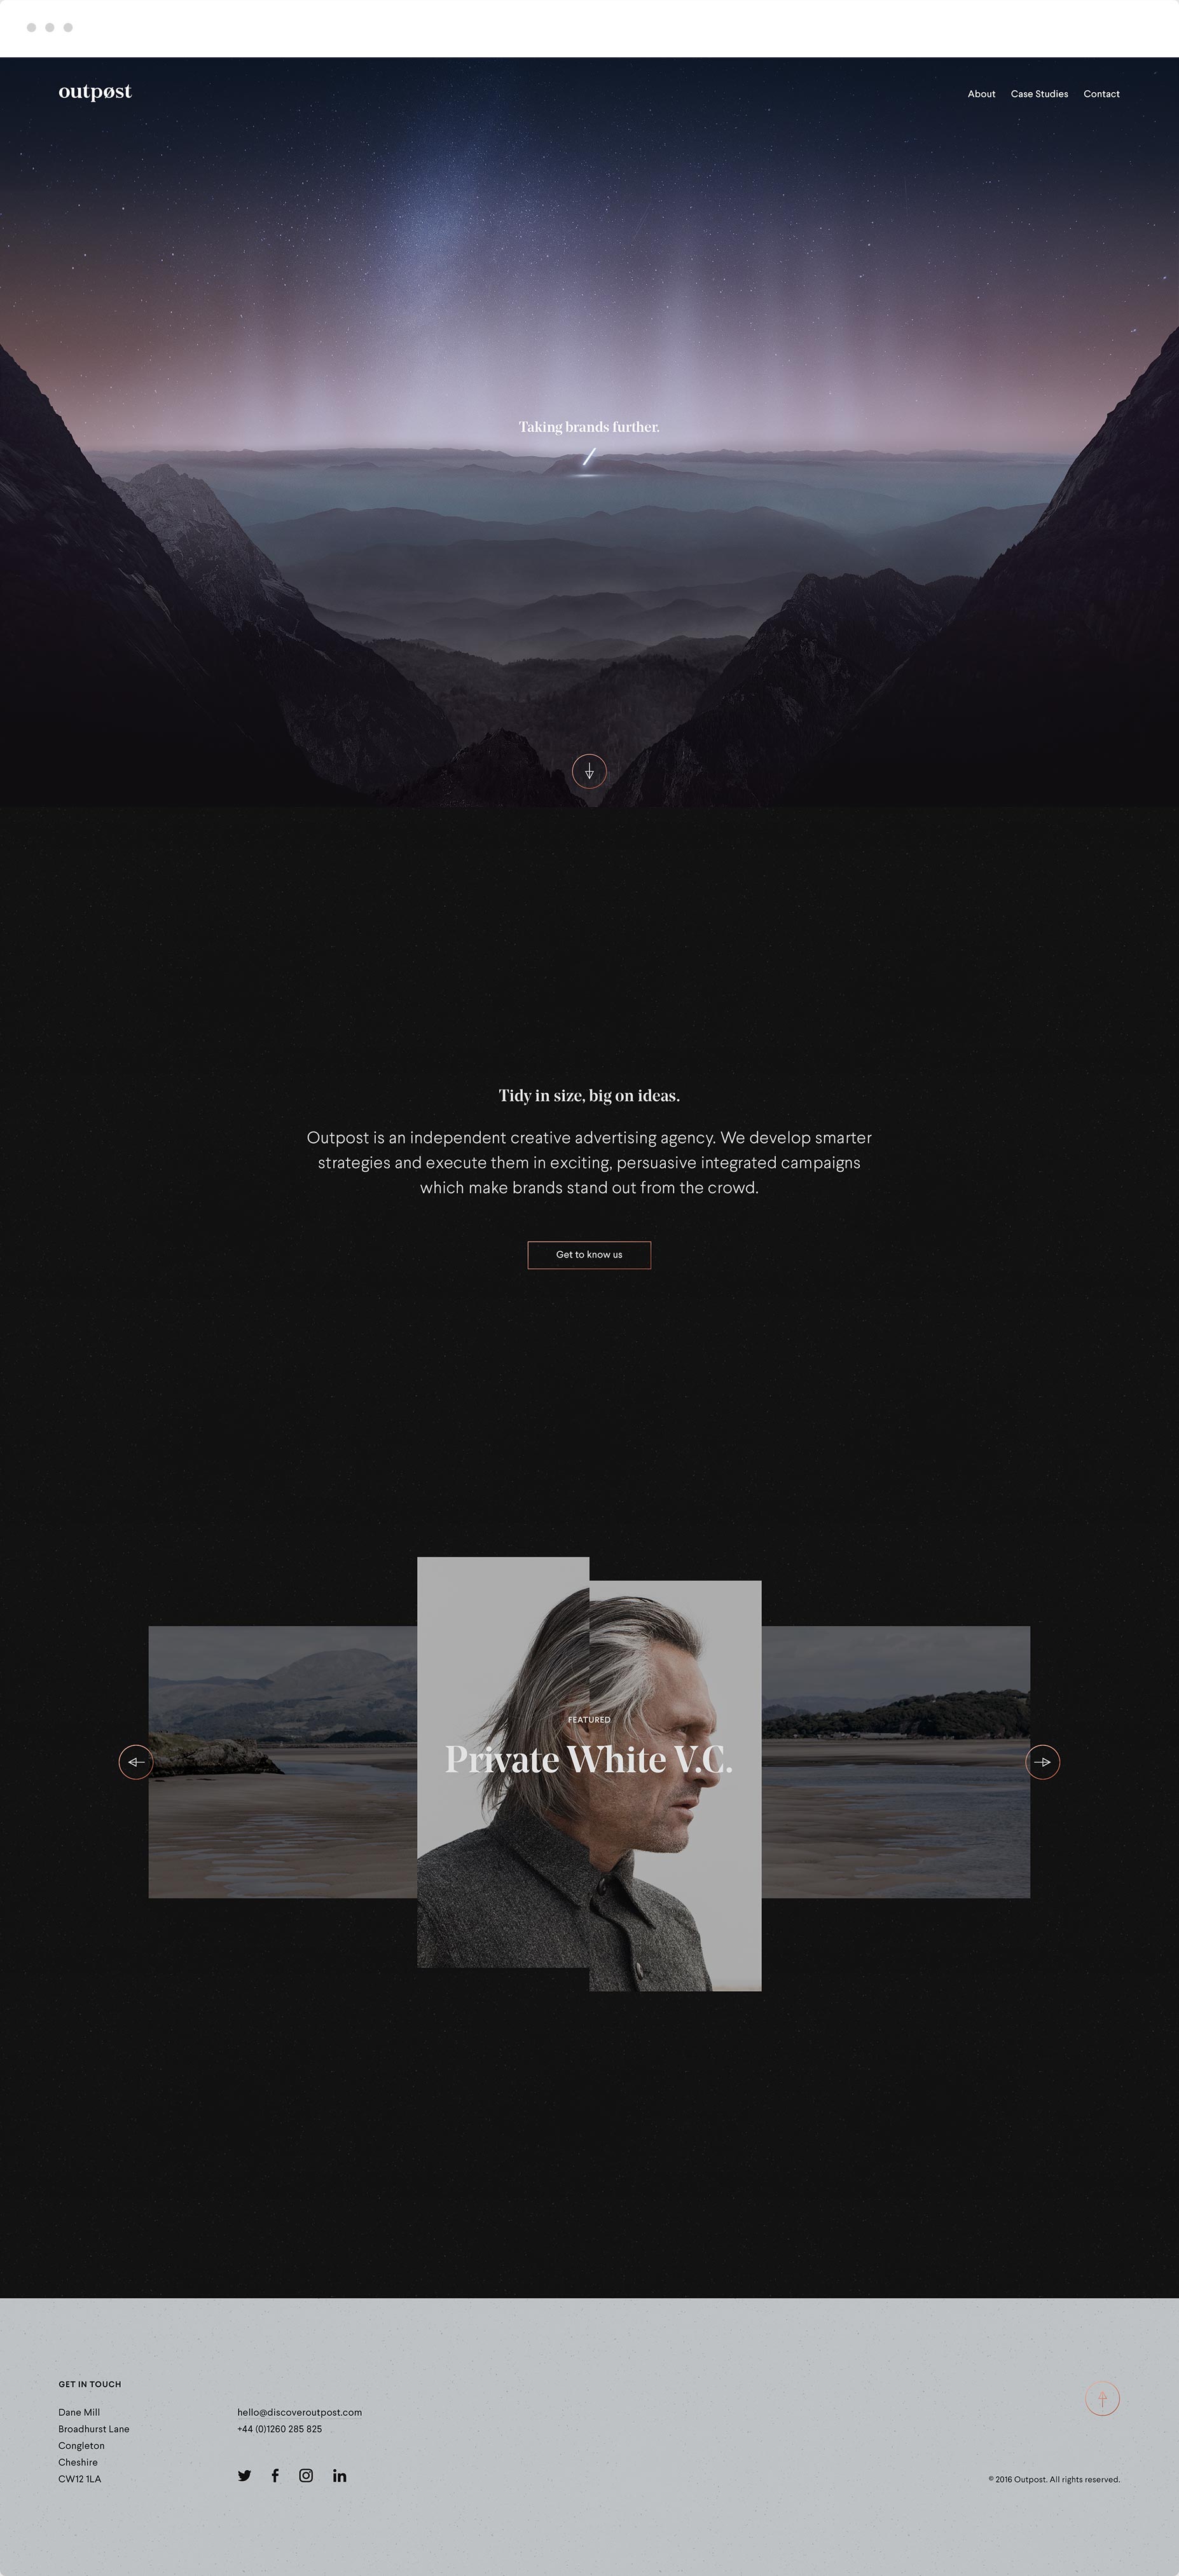 outpøst
About Case Studies Contact
Taking brands further.
Tidy in size, big on ideas.
Outpost is an independent creative advertising agency. We develop smarter
strategies and execute them in exciting, persuasive integrated campaigns
which make brands stand out from the crowd.
Get to know us
FEATURED
Private White V.C.
GET IN TOUCH
Dane Mill
Broadhurst Lane
Congleton
Cheshire
CW12 1LA
hello@discoveroutpost.com
+44 (0)1260 285 825
© 2016 Outpost. All rights reserved.